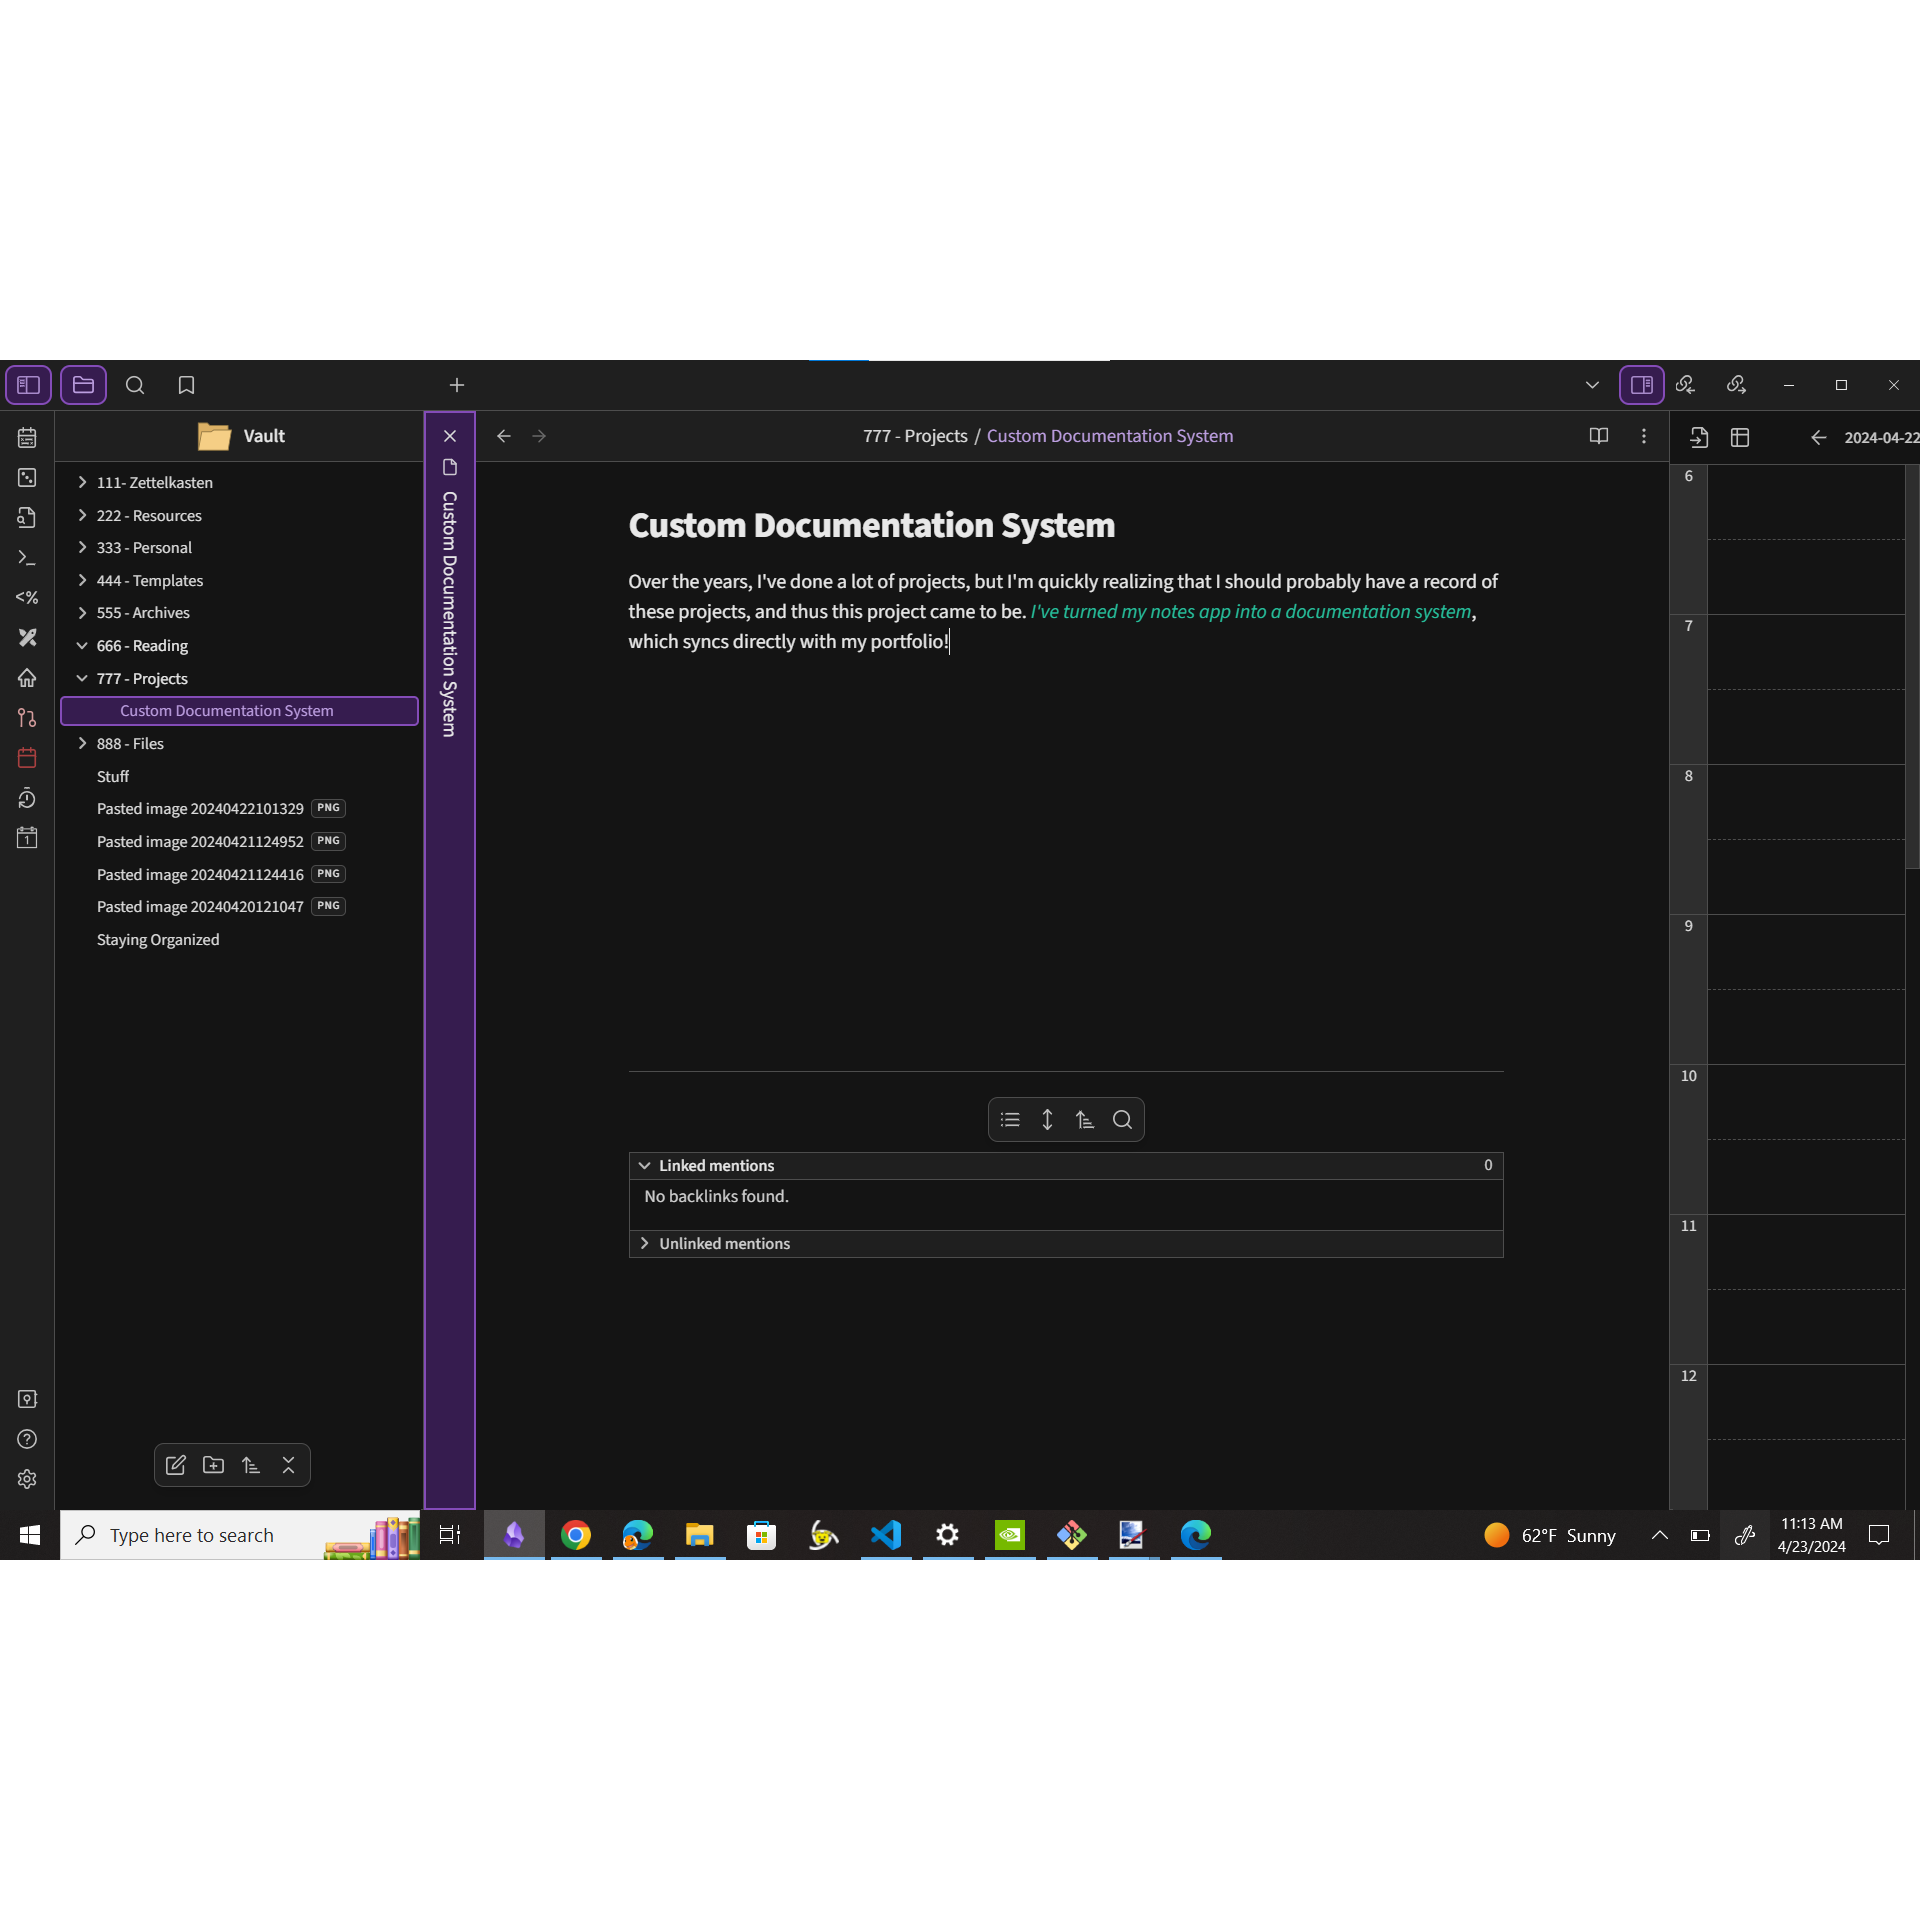 Vault
111- Zettelkasten
222 - Resources
333 - Personal
444 - Templates
555 - Archives
666 - Reading
777 - Projects
Custom Documentation System
888 - Files
Stuff
Pasted image 20240422101329 PNG
Pasted image 20240421124952 PNG
Pasted image 20240421124416 PNG
Pasted image 20240420121047 PNG
Staying Organized
Custom Documentation System
777 - Projects / Custom Documentation System
Custom Documentation System
Over the years, I've done a lot of projects, but I'm quickly realizing that I should probably have a record of
these projects, and thus this project came to be. I've turned my notes app into a documentation system,
which syncs directly with my portfolio!
Linked mentions 0
No backlinks found.
Unlinked mentions
2024-04-22
6
7
8
9
10
11
12
1
<%
Type here to search
62°F Sunny
11:13 AM
4/23/2024